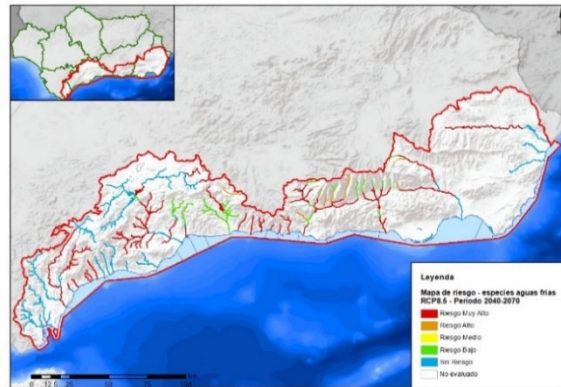 Leyenda
Mapa de riesgo - especies aguas frías
RCP8.5 - Periodo 2040-2070
Riesgo Muy Alto
Riesgo Alto
Riesgo Medio
Riesgo Bajo
Sin Riesgo
No evaluado